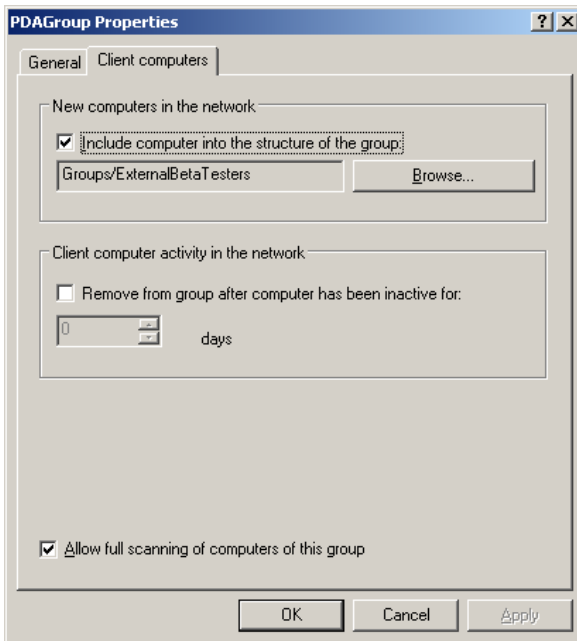 PDAGroup Properties
General Client computers
New computers in the network
Include computer into the structure of the group:
Groups/ExternalBetaTesters Browse...
Client computer activity in the network
Remove from group after computer has been inactive for:
0 days
Allow full scanning of computers of this group
OK Cancel Apply